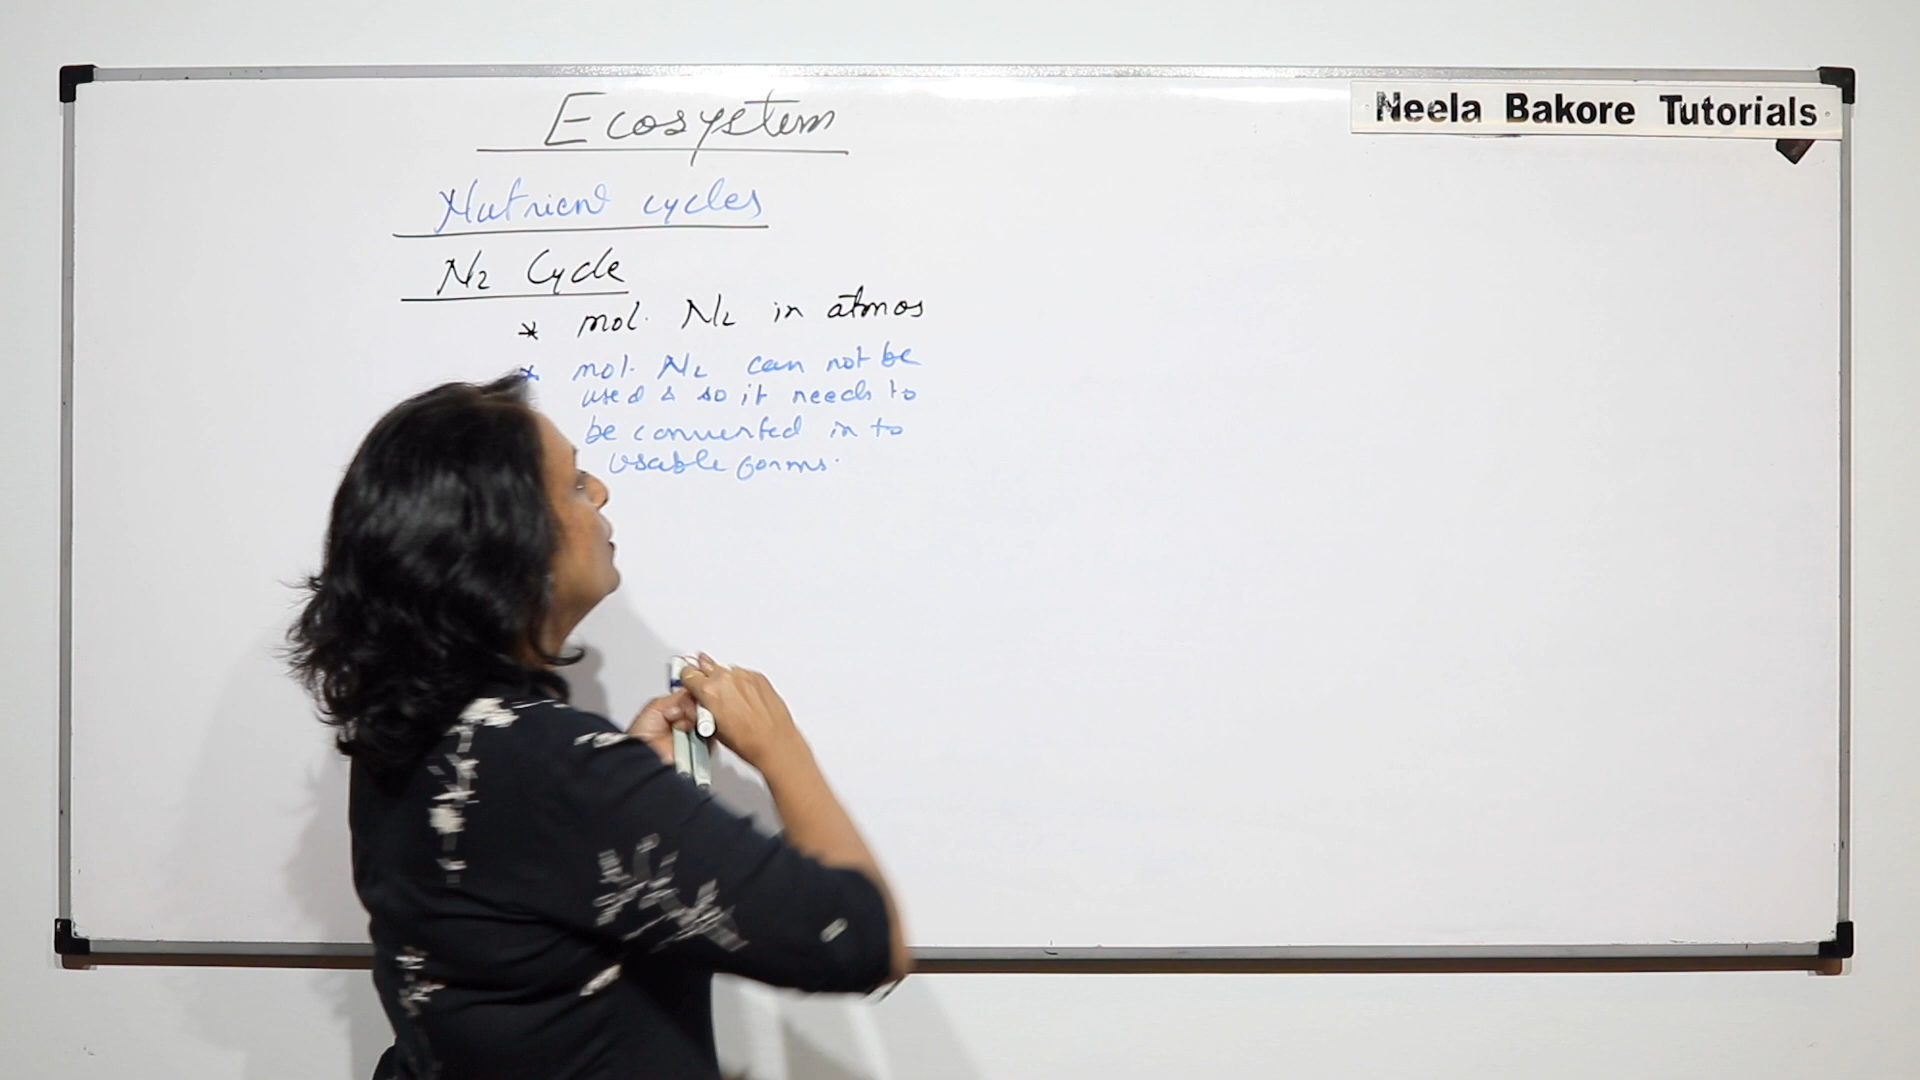 Neela Bakore Tutorials
Ecosystem
Nutrient cycles
N2 Cycle
* mol. N2 in atmos
* mol. N2 can not be
used & so it needs to
be converted in to
usable forms.